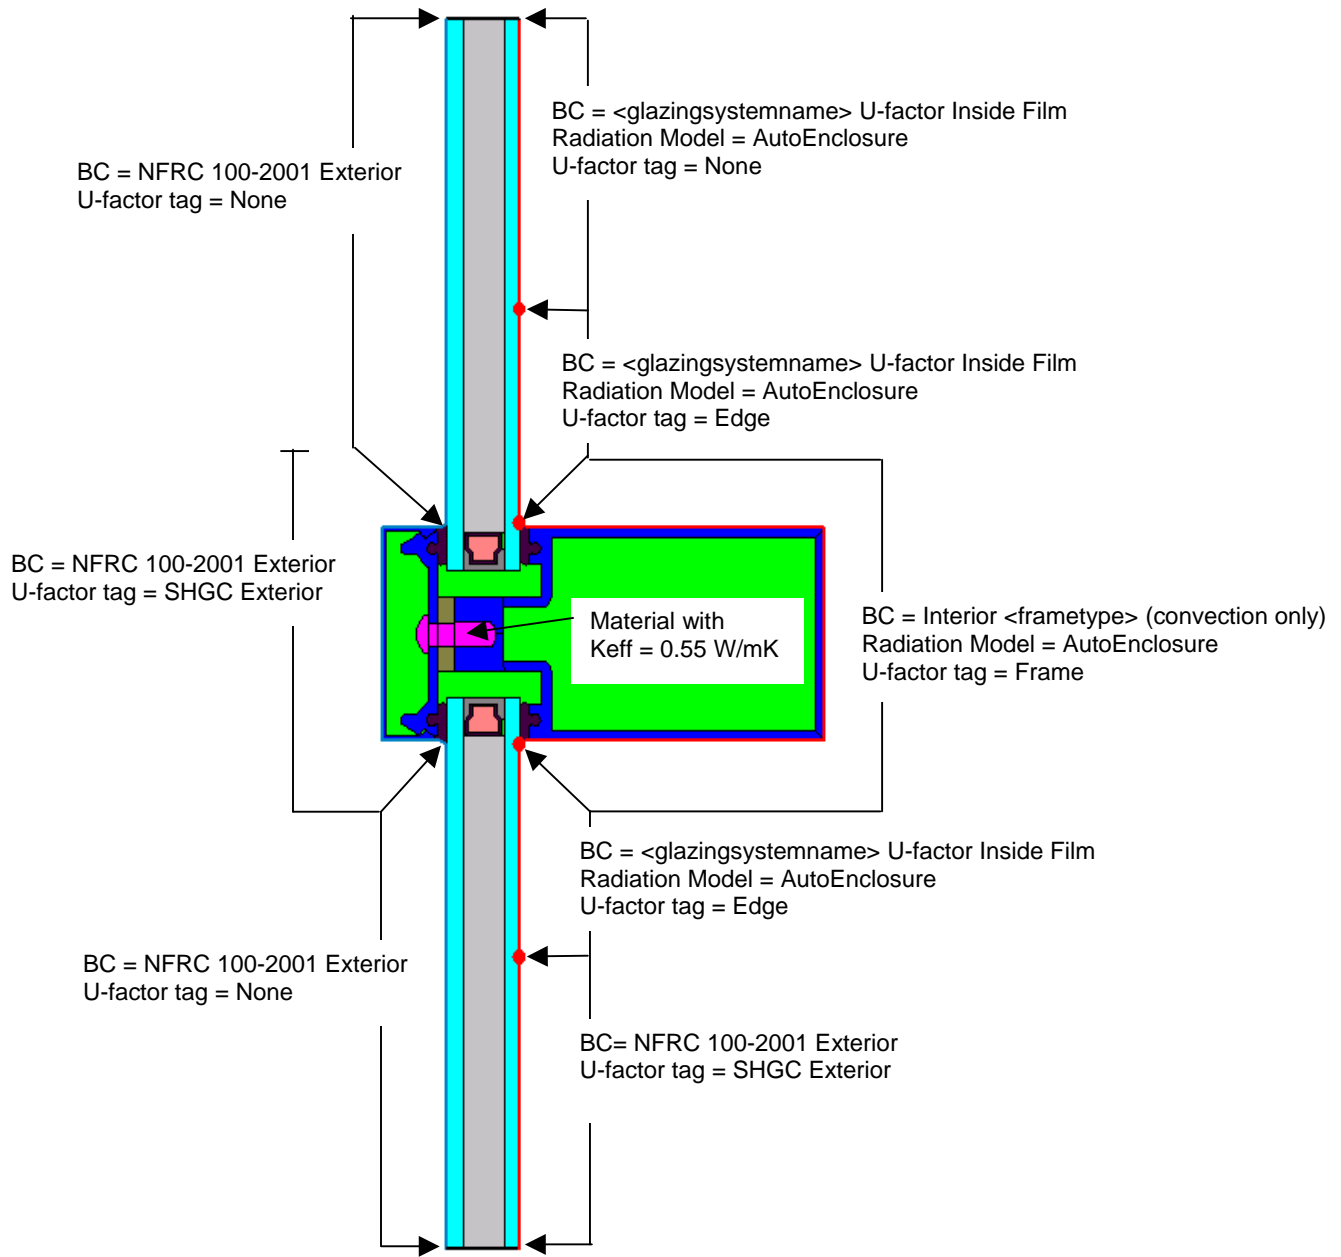 BC = <glazingsystemname> U-factor Inside Film
Radiation Model = AutoEnclosure
U-factor tag = None
BC = NFRC 100-2001 Exterior
U-factor tag = None
BC = <glazingsystemname> U-factor Inside Film
Radiation Model = AutoEnclosure
U-factor tag = Edge
BC = NFRC 100-2001 Exterior
U-factor tag = SHGC Exterior
Material with
Keff = 0.55 W/mK
BC = Interior <frametype> (convection only)
Radiation Model = AutoEnclosure
U-factor tag = Frame
BC = <glazingsystemname> U-factor Inside Film
Radiation Model = AutoEnclosure
U-factor tag = Edge
BC = NFRC 100-2001 Exterior
U-factor tag = None
BC= NFRC 100-2001 Exterior
U-factor tag = SHGC Exterior